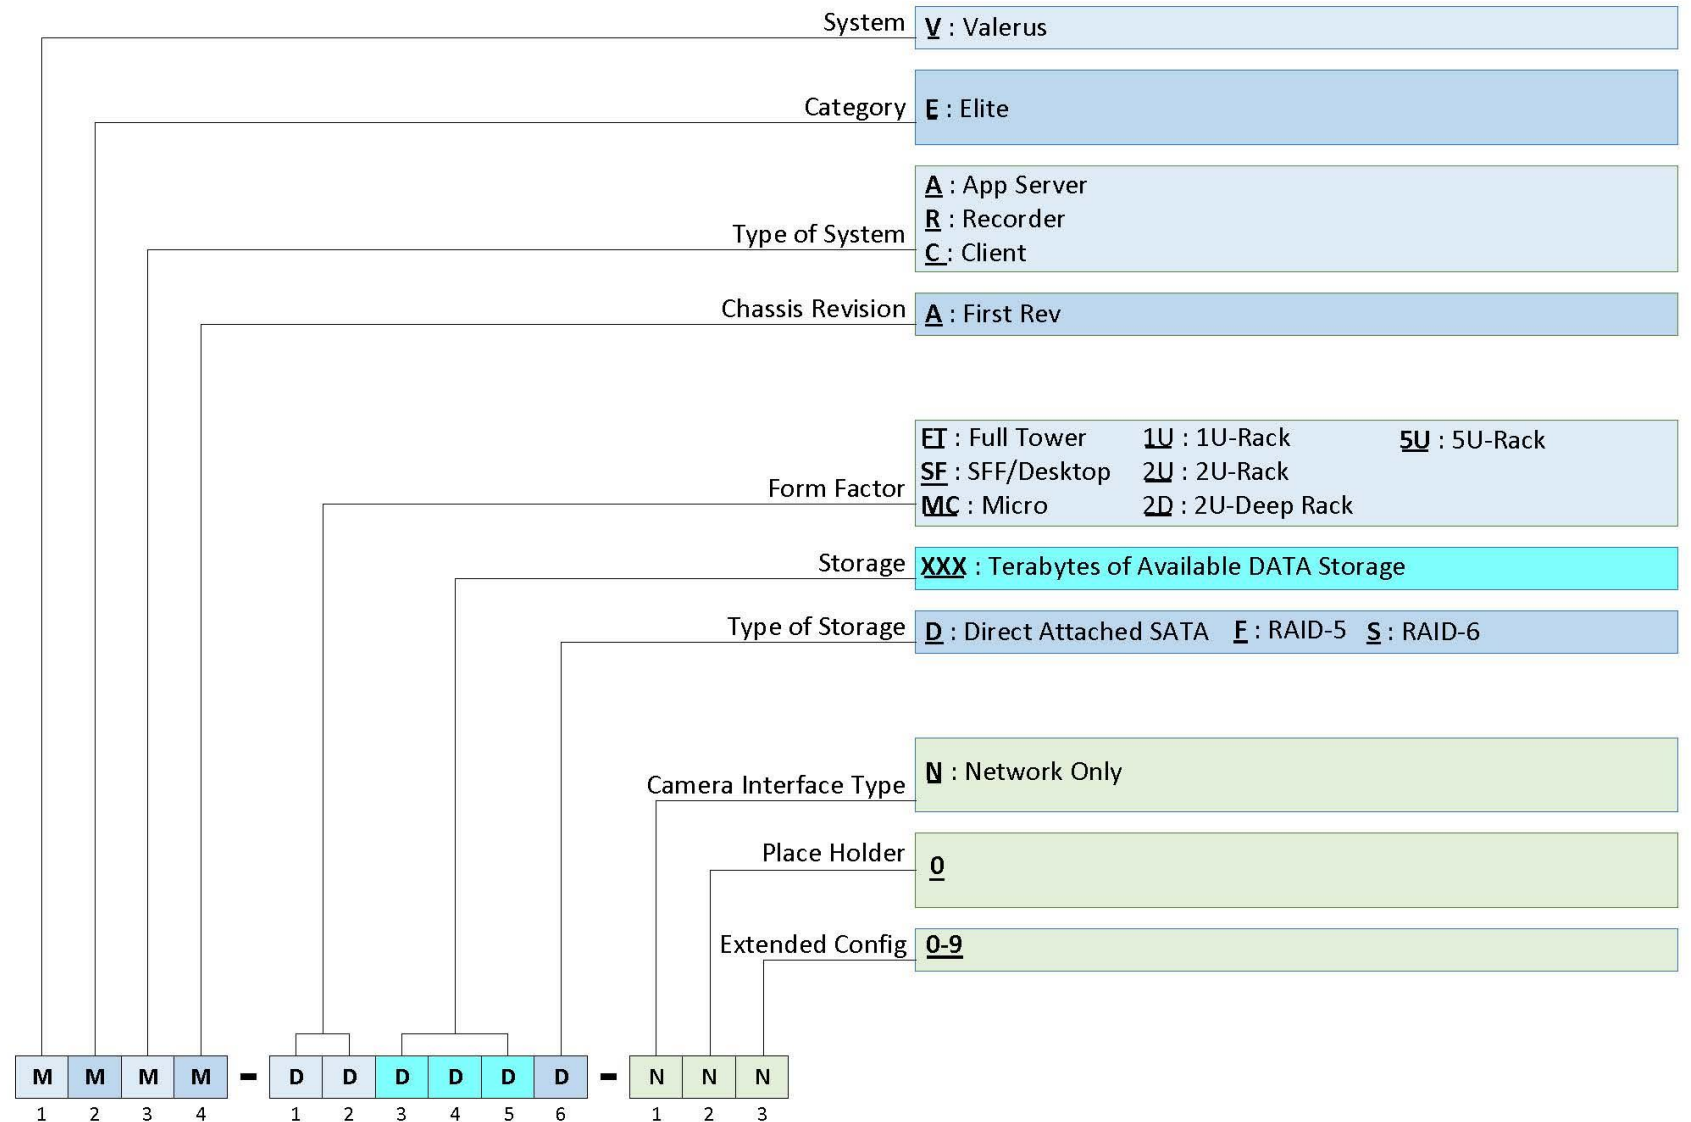 System
V : Valerus
Category
E : Elite
Type of System
A : App Server
R : Recorder
C : Client
Chassis Revision
A : First Rev
Form Factor
FT : Full Tower 1U : 1U-Rack 5U : 5U-Rack
SF : SFF/Desktop 2U : 2U-Rack
MC : Micro 2D : 2U-Deep Rack
Storage
XXX : Terabytes of Available DATA Storage
Type of Storage
D : Direct Attached SATA F : RAID-5 S : RAID-6
Camera Interface Type
N : Network Only
Place Holder
0
Extended Config
0-9
M M M M - D D D D D D - N N N
1 2 3 4 1 2 3 4 5 6 1 2 3